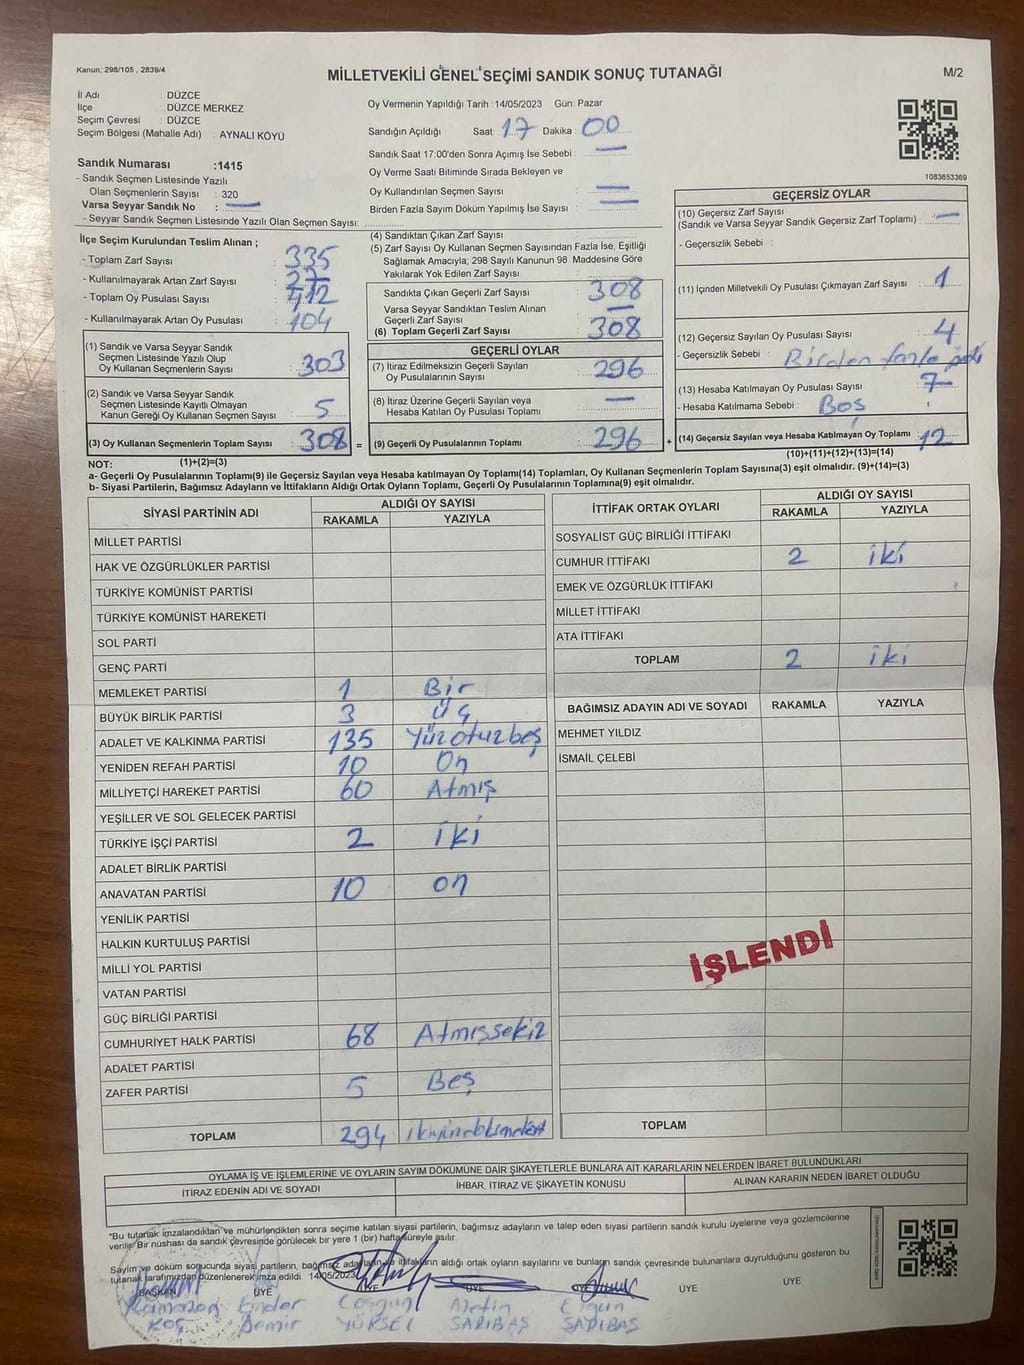 Kanun; 298/105 , 2839/4
MİLLETVEKİLİ GENEL SEÇİMİ SANDIK SONUÇ TUTANAĞI
M/2
İl Adı : DÜZCE
İlçe : DÜZCE MERKEZ
Seçim Çevresi : DÜZCE
Seçim Bölgesi (Mahalle Adı) : AYNALI KÖYÜ
Oy Vermenin Yapıldığı Tarih :14/05/2023 Gün: Pazar
Sandığın Açıldığı Saat: 17 Dakika : 00
Sandık Saat 17:00'den Sonra Açımış İse Sebebi : —
Oy Verme Saati Bitiminde Sırada Bekleyen ve
Oy Kullandırılan Seçmen Sayısı : —
Birden Fazla Sayım Döküm Yapılmış İse Sayısı : —
1083653369
Sandık Numarası :1415
- Sandık Seçmen Listesinde Yazılı
Olan Seçmenlerin Sayısı : 320
Varsa Seyyar Sandık No : —
- Seyyar Sandık Seçmen Listesinde Yazılı Olan Seçmen Sayısı:
İlçe Seçim Kurulundan Teslim Alınan ;
- Toplam Zarf Sayısı : 335
- Kullanılmayarak Artan Zarf Sayısı : 27
- Toplam Oy Pusulası Sayısı : 412
- Kullanılmayarak Artan Oy Pusulası : 104
(1) Sandık ve Varsa Seyyar Sandık
Seçmen Listesinde Yazılı Olup
Oy Kullanan Seçmenlerin Sayısı : 303
(2) Sandık ve Varsa Seyyar Sandık
Seçmen Listesinde Kayıtlı Olmayan
Kanun Gereği Oy Kullanan Seçmen Sayısı : 5
(3) Oy Kullanan Seçmenlerin Toplam Sayısı : 308 =
(4) Sandıktan Çıkan Zarf Sayısı :
(5) Zarf Sayısı Oy Kullanan Seçmen Sayısından Fazla İse, Eşitliği
Sağlamak Amacıyla, 298 Sayılı Kanunun 98. Maddesine Göre
Yakılarak Yok Edilen Zarf Sayısı :
Sandıkta Çıkan Geçerli Zarf Sayısı : 308
Varsa Seyyar Sandıktan Teslim Alınan
Geçerli Zarf Sayısı : —
(6) Toplam Geçerli Zarf Sayısı : 308
GEÇERLİ OYLAR
(7) İtiraz Edilmeksizin Geçerli Sayılan
Oy Pusulalarının Sayısı : 296
(8) İtiraz Üzerine Geçerli Sayılan veya
Hesaba Katılan Oy Pusulası Toplamı : —
(9) Geçerli Oy Pusulalarının Toplamı : 296 +
GEÇERSİZ OYLAR
(10) Geçersiz Zarf Sayısı
(Sandık ve Varsa Seyyar Sandık Geçersiz Zarf Toplamı) : —
- Geçersizlik Sebebi :
(11) İçinden Milletvekili Oy Pusulası Çıkmayan Zarf Sayısı : 1
(12) Geçersiz Sayılan Oy Pusulası Sayısı : 4
- Geçersizlik Sebebi : Birden fazla
(13) Hesaba Katılmayan Oy Pusulası Sayısı : 7
- Hesaba Katılmama Sebebi : Boş
(14) Geçersiz Sayılan veya Hesaba Katılmayan Oy Toplamı : 12
(10)+(11)+(12)+(13)=(14)
NOT: (1)+(2)=(3)
a- Geçerli Oy Pusulalarının Toplamı(9) ile Geçersiz Sayılan veya Hesaba katılmayan Oy Toplamı(14) Toplamları, Oy Kullanan Seçmenlerin Toplam Sayısına(3) eşit olmalıdır. (9)+(14)=(3)
b- Siyasi Partilerin, Bağımsız Adayların ve İttifakların Aldığı Ortak Oyların Toplamı, Geçerli Oy Pusulalarının Toplamına(9) eşit olmalıdır.
SİYASİ PARTİNİN ADI ALDIĞI OY SAYISI
RAKAMLA YAZIYLA
MİLLET PARTİSİ
HAK VE ÖZGÜRLÜKLER PARTİSİ
TÜRKİYE KOMÜNİST PARTİSİ
TÜRKİYE KOMÜNİST HAREKETİ
SOL PARTİ
GENÇ PARTİ
MEMLEKET PARTİSİ 1 Bir
BÜYÜK BİRLİK PARTİSİ 3 Üç
ADALET VE KALKINMA PARTİSİ 135 Yüzotuzbeş
YENİDEN REFAH PARTİSİ 10 On
MİLLİYETÇİ HAREKET PARTİSİ 60 Atmış
YEŞİLLER VE SOL GELECEK PARTİSİ
TÜRKİYE İŞÇİ PARTİSİ 2 iki
ADALET BİRLİK PARTİSİ
ANAVATAN PARTİSİ 10 on
YENİLİK PARTİSİ
HALKIN KURTULUŞ PARTİSİ
MİLLİ YOL PARTİSİ
VATAN PARTİSİ
GÜÇ BİRLİĞİ PARTİSİ
CUMHURİYET HALK PARTİSİ 68 Atmışsekiz
ADALET PARTİSİ
ZAFER PARTİSİ 5 Beş
TOPLAM 294
İTTİFAK ORTAK OYLARI ALDIĞI OY SAYISI
RAKAMLA YAZIYLA
SOSYALİST GÜÇ BİRLİĞİ İTTİFAKI
CUMHUR İTTİFAKI 2 iki
EMEK VE ÖZGÜRLÜK İTTİFAKI
MİLLET İTTİFAKI
ATA İTTİFAKI
TOPLAM 2 iki
BAĞIMSIZ ADAYIN ADI VE SOYADI RAKAMLA YAZIYLA
MEHMET YILDIZ
İSMAİL ÇELEBİ
İŞLENDİ
TOPLAM
OYLAMA İŞ VE İŞLEMLERİNE VE OYLARIN SAYIM DÖKÜMÜNE DAİR ŞİKAYETLERLE BUNLARA AİT KARARLARIN NELERDEN İBARET BULUNDUKLARI
İTİRAZ EDENİN ADI VE SOYADI İHBAR, İTİRAZ VE ŞİKAYETİN KONUSU ALINAN KARARIN NEDEN İBARET OLDUĞU
*Bu tutanak imzalandıktan ve mühürlendikten sonra seçime katılan siyasi partilerin, bağımsız adayların ve talep eden siyasi partilerin sandık kurulu üyelerine veya gözlemcilerine
verilir. Bir nüshası da sandık çevresinde görülecek bir yere 1 (bir) hafta süreyle asılır.
Sayım ve döküm sonucunda siyasi partilerin, bağımsız adayların ve ittifakların aldığı ortak oyların sayılarını ve bunların sandık çevresinde bulunanlara duyrulduğunu gösteren bu
tutanak tarafımızdan düzenlenerek imza edildi. 14/05/2023
BAŞKAN ÜYE ÜYE ÜYE ÜYE ÜYE
Ramazan Ender Coşgun Ergün
KOÇ Demir YÜKSEL SARIBAŞ SARIBAŞ